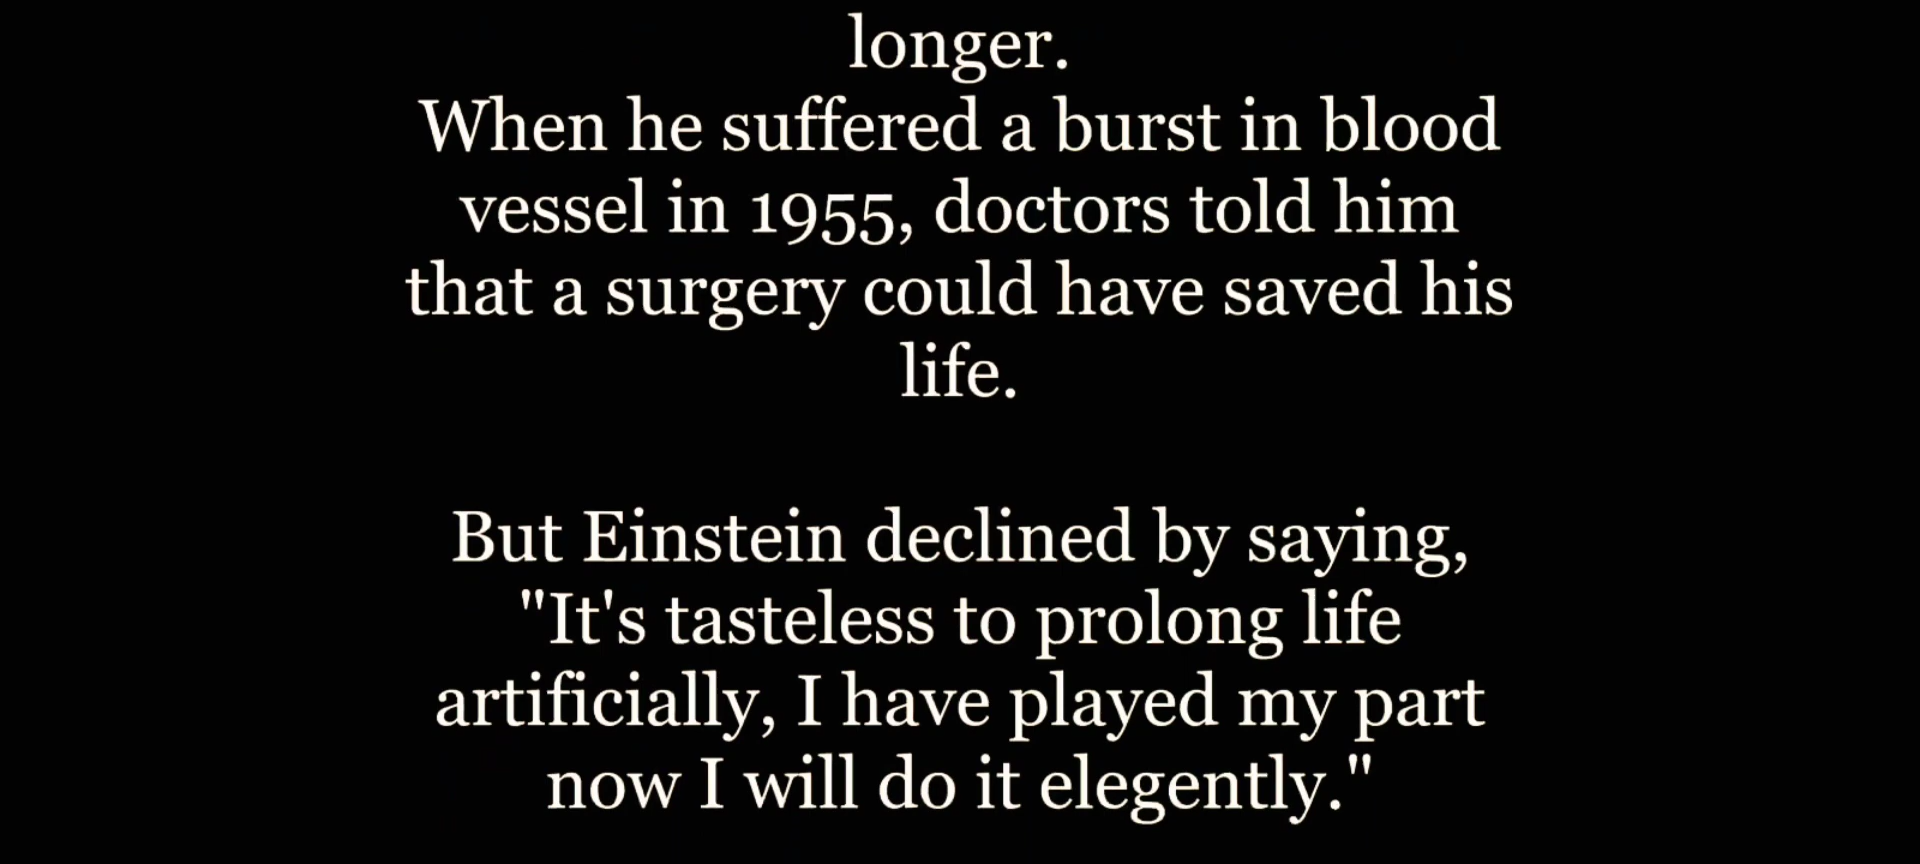 longer.
When he suffered a burst in blood
vessel in 1955, doctors told him
that a surgery could have saved his
life.
But Einstein declined by saying,
"It's tasteless to prolong life
artificially, I have played my part
now I will do it elegently."